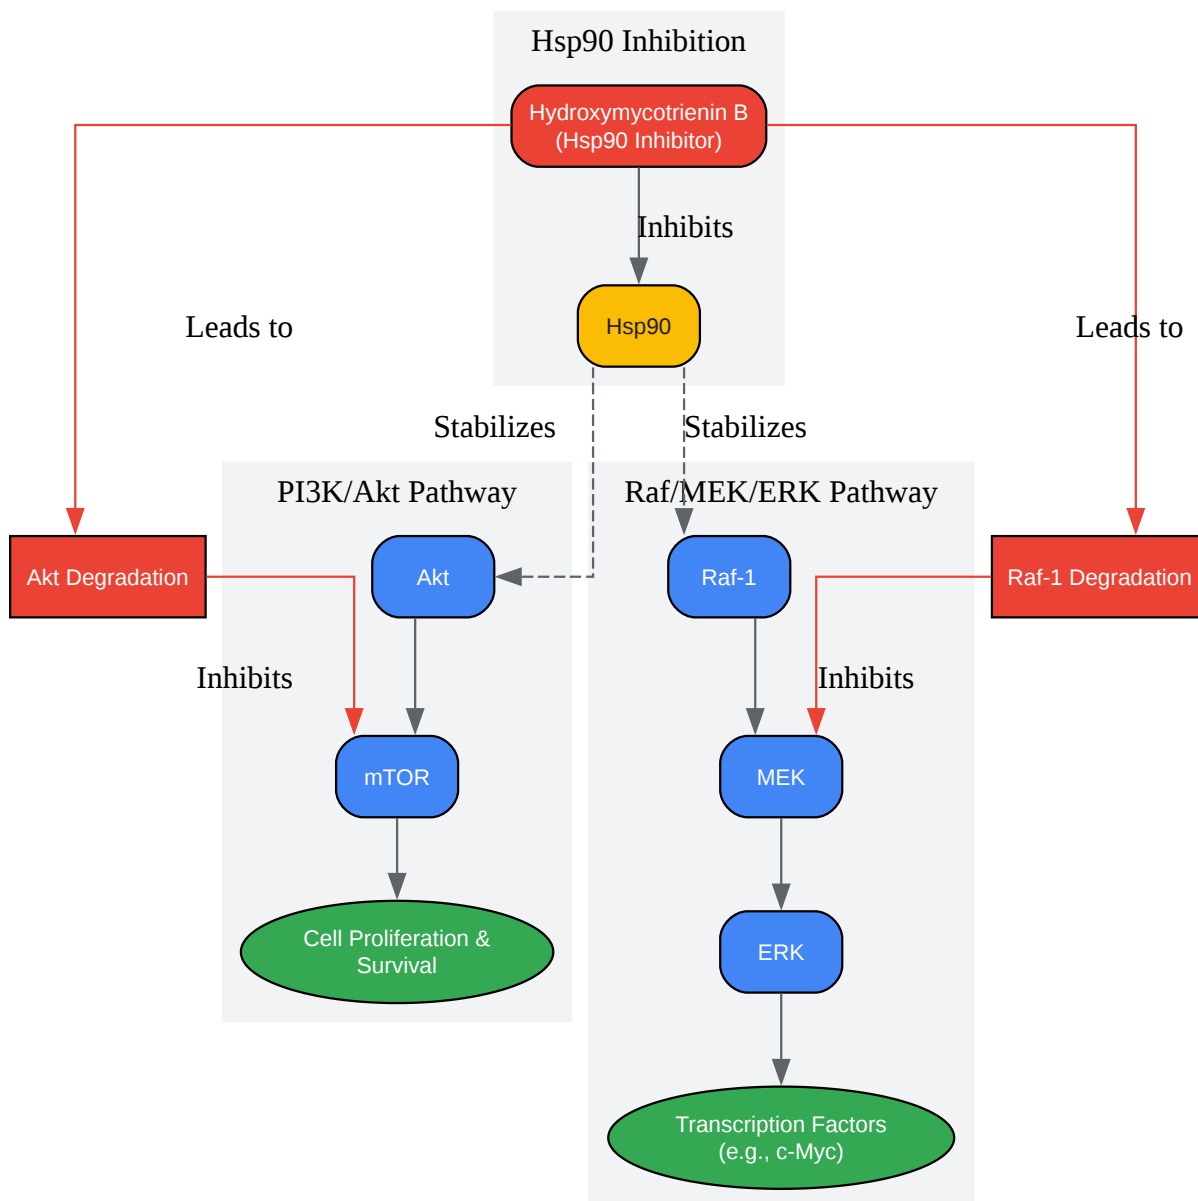 Hsp90 Inhibition
Hydroxymycotrienin B
(Hsp90 Inhibitor)
Inhibits
Hsp90
Leads to
Leads to
Stabilizes
Stabilizes
PI3K/Akt Pathway
Raf/MEK/ERK Pathway
Akt Degradation
Akt
Raf-1
Raf-1 Degradation
Inhibits
Inhibits
mTOR
MEK
Cell Proliferation &
Survival
ERK
Transcription Factors
(e.g., c-Myc)